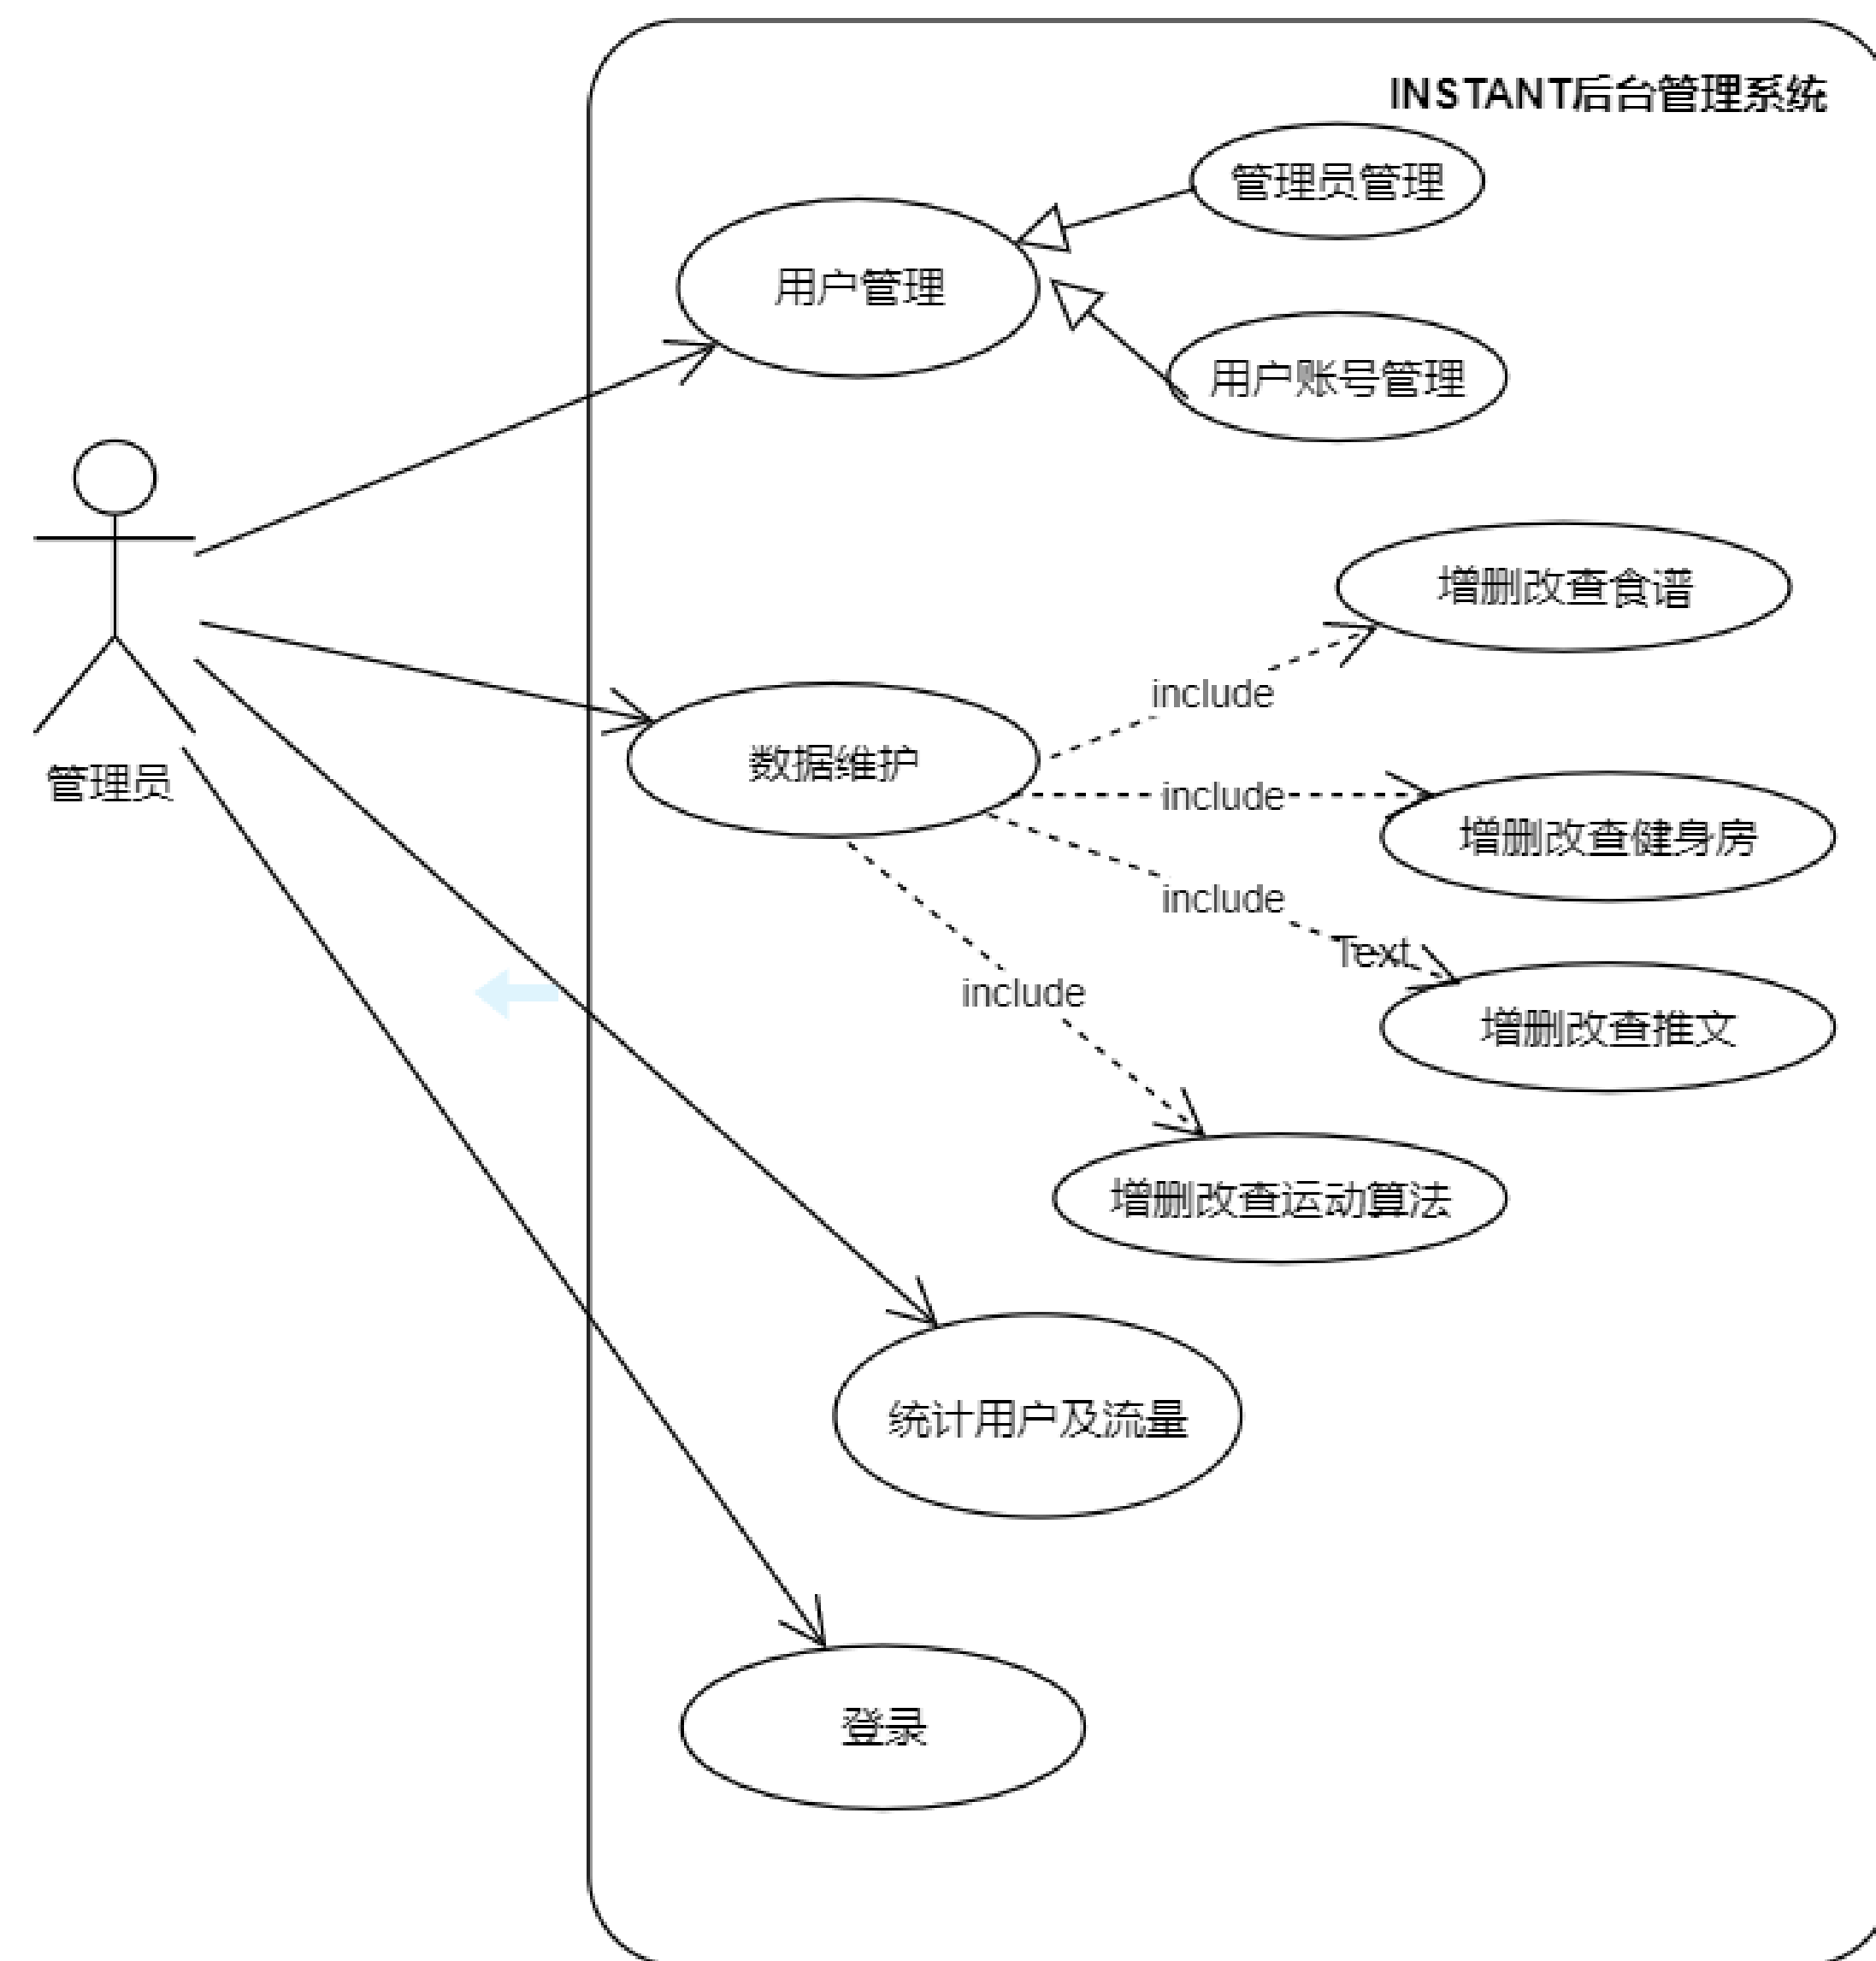 INSTANT后台管理系统
管理员管理
用户管理
用户账号管理
管理员
增删改查食谱
include
数据维护
include
增删改查健身房
include
Text
增删改查推文
include
增删改查运动算法
统计用户及流量
登录